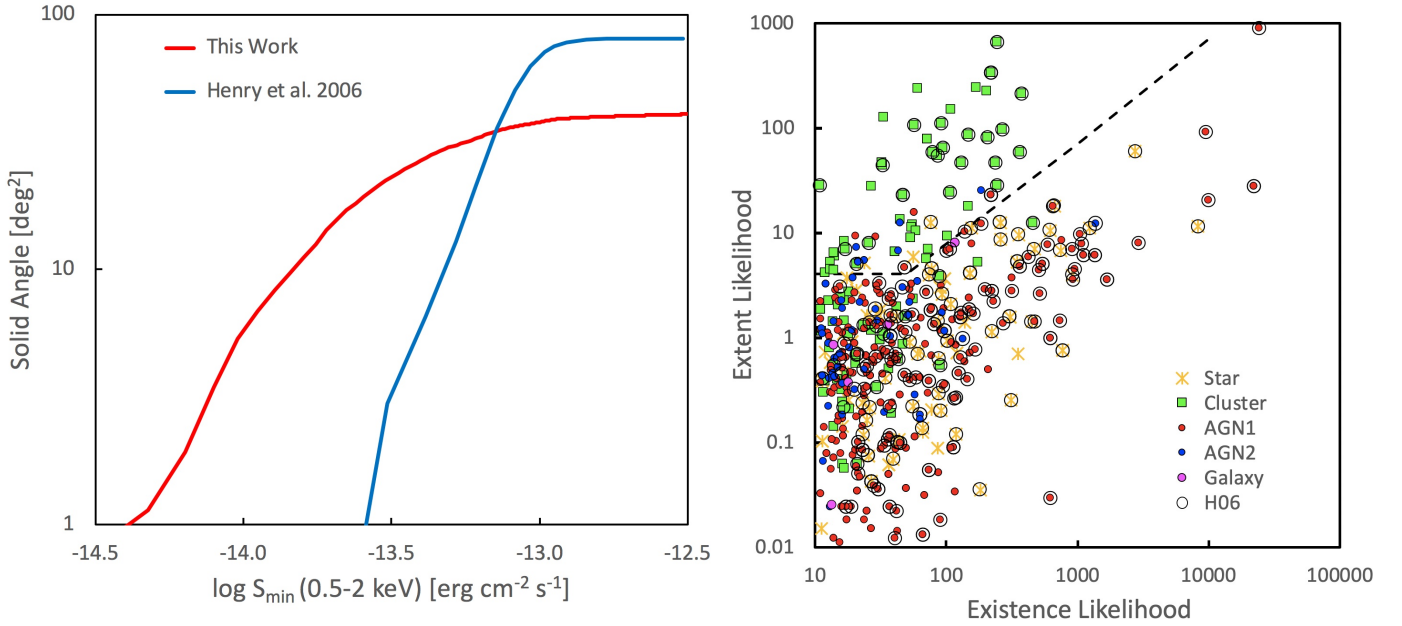 100
10
1
-14.5
-14.0
-13.5
-13.0
-12.5
Solid Angle [deg²]
log Smin (0.5-2 keV) [erg cm⁻² s⁻¹]
This Work
Henry et al. 2006
1000
100
10
1
0.1
0.01
10
100
1000
10000
100000
Extent Likelihood
Existence Likelihood
Star
Cluster
AGN1
AGN2
Galaxy
H06